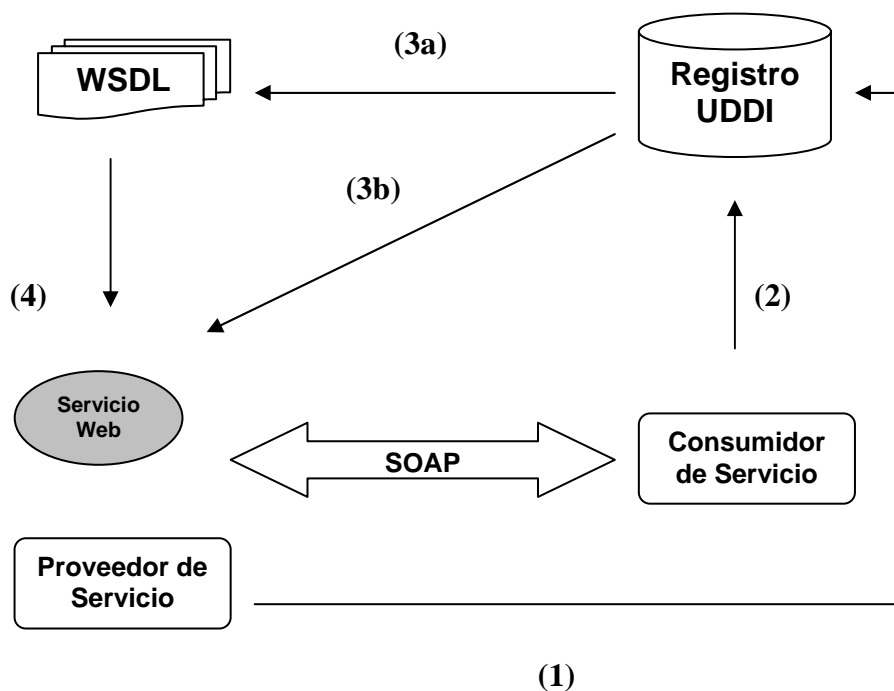 (3a)
WSDL
Registro
UDDI
(3b)
(4)
(2)
Servicio
Web
SOAP
Consumidor
de Servicio
Proveedor de
Servicio
(1)